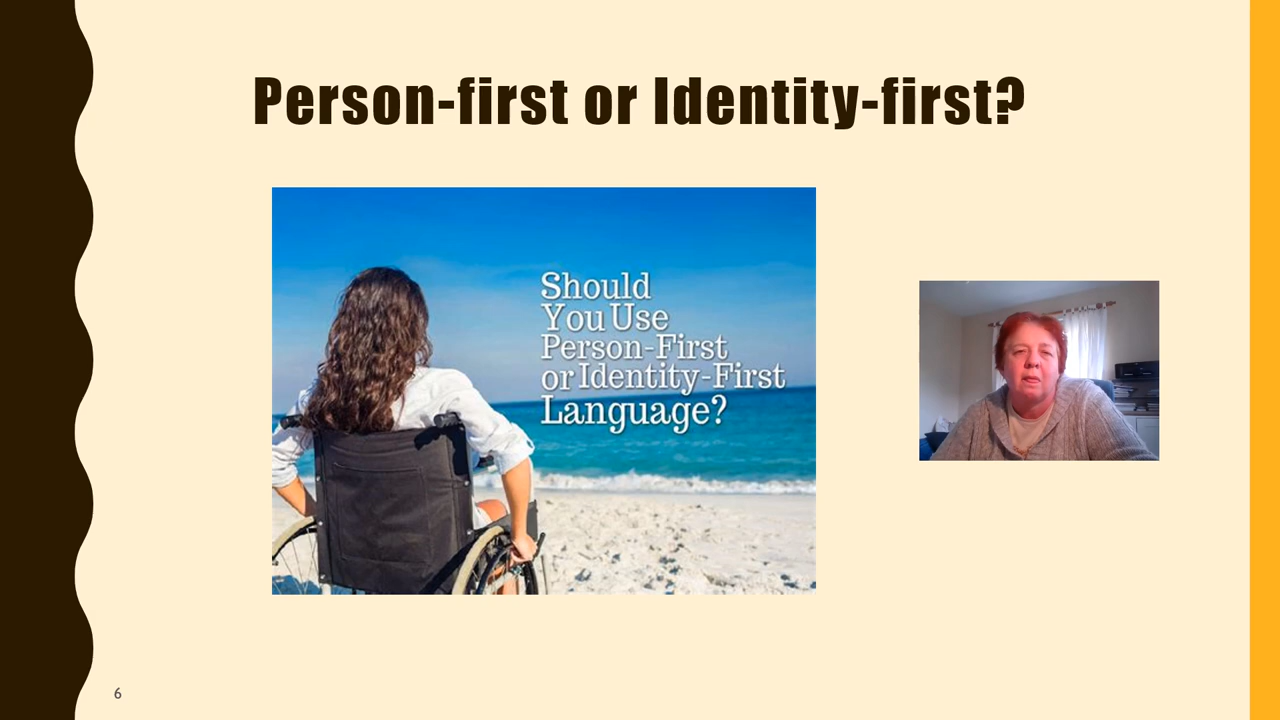 Person-first or Identity-first?
Should
You Use
Person-First
or Identity-First
Language?
6